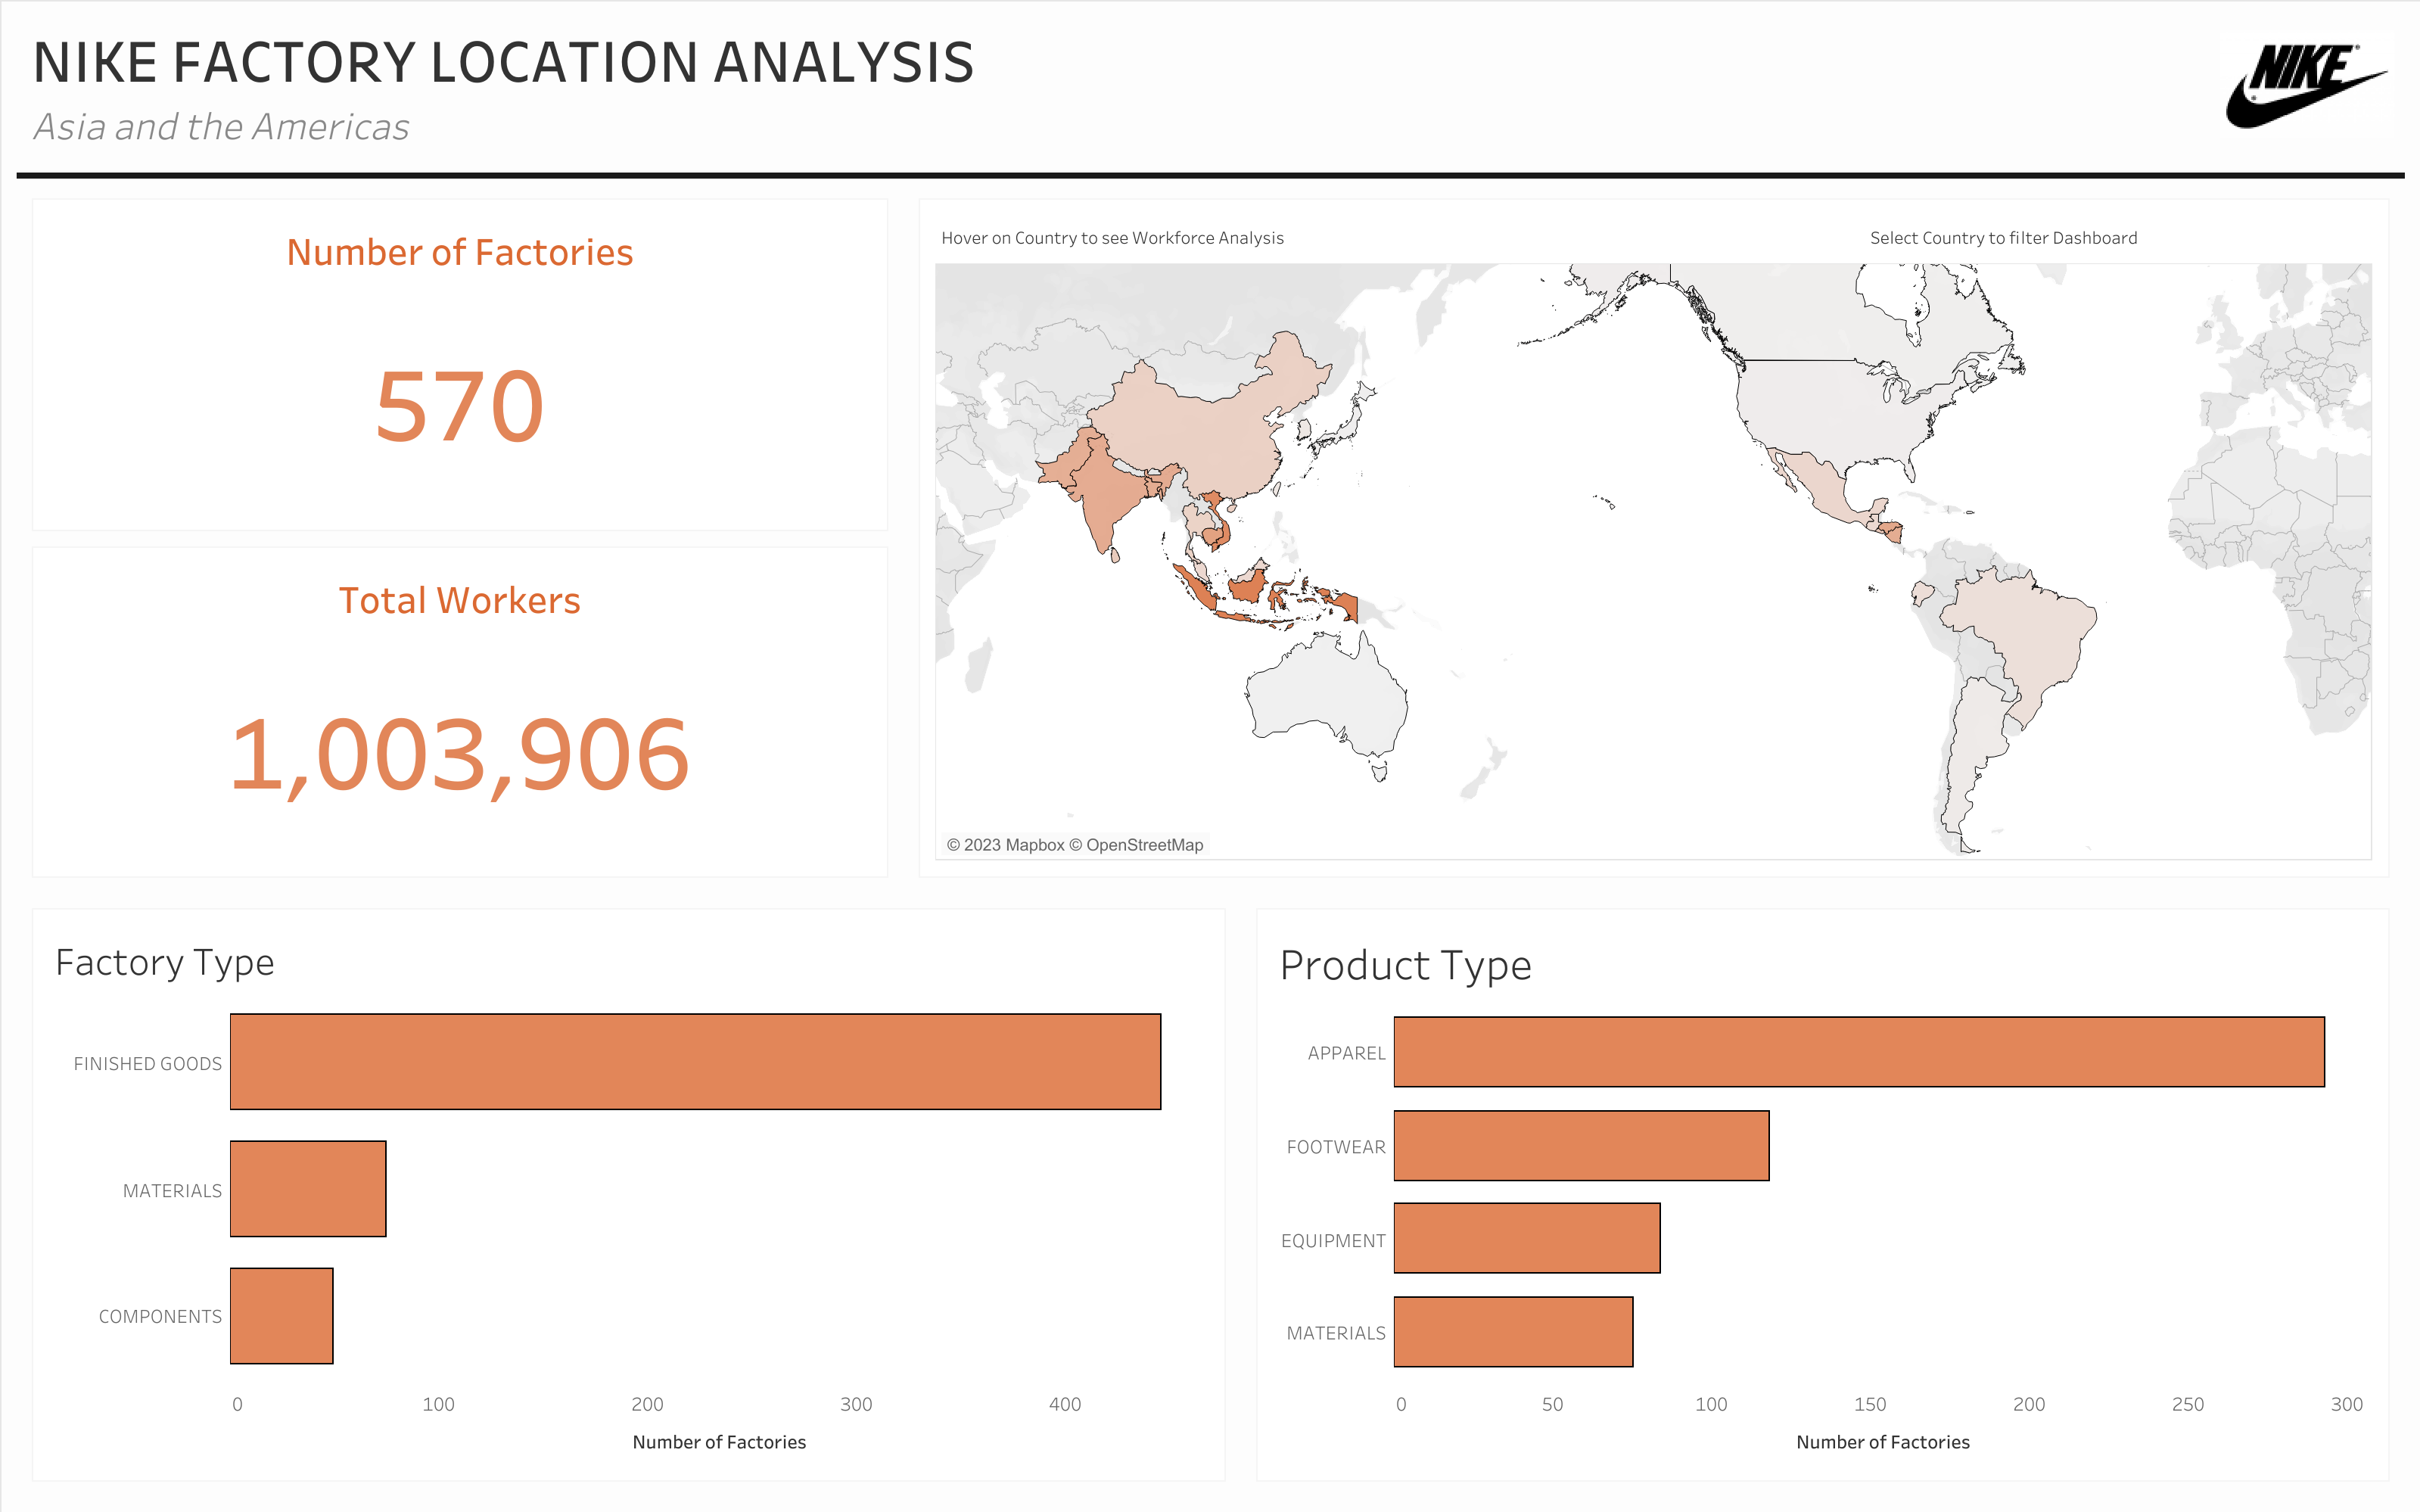 NIKE FACTORY LOCATION ANALYSIS
Asia and the Americas
NIKE
Number of Factories
570
Total Workers
1,003,906
Hover on Country to see Workforce Analysis
Select Country to filter Dashboard
© 2023 Mapbox © OpenStreetMap
Factory Type
FINISHED GOODS
MATERIALS
COMPONENTS
0 100 200 300 400
Number of Factories
Product Type
APPAREL
FOOTWEAR
EQUIPMENT
MATERIALS
0 50 100 150 200 250 300
Number of Factories